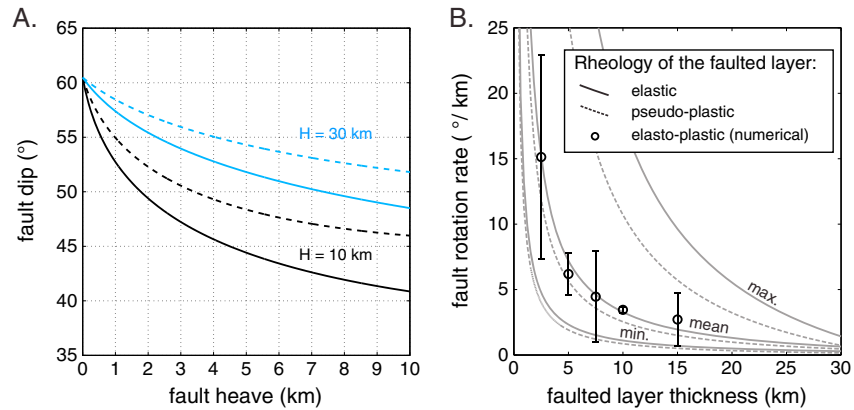 A.
65
60
55
50
45
40
35
fault dip (°)
H = 30 km
H = 10 km
0 1 2 3 4 5 6 7 8 9 10
fault heave (km)
B.
25
20
15
10
5
0
fault rotation rate ( °/ km)
Rheology of the faulted layer:
elastic
pseudo-plastic
elasto-plastic (numerical)
max.
mean
min.
0 5 10 15 20 25 30
faulted layer thickness (km)